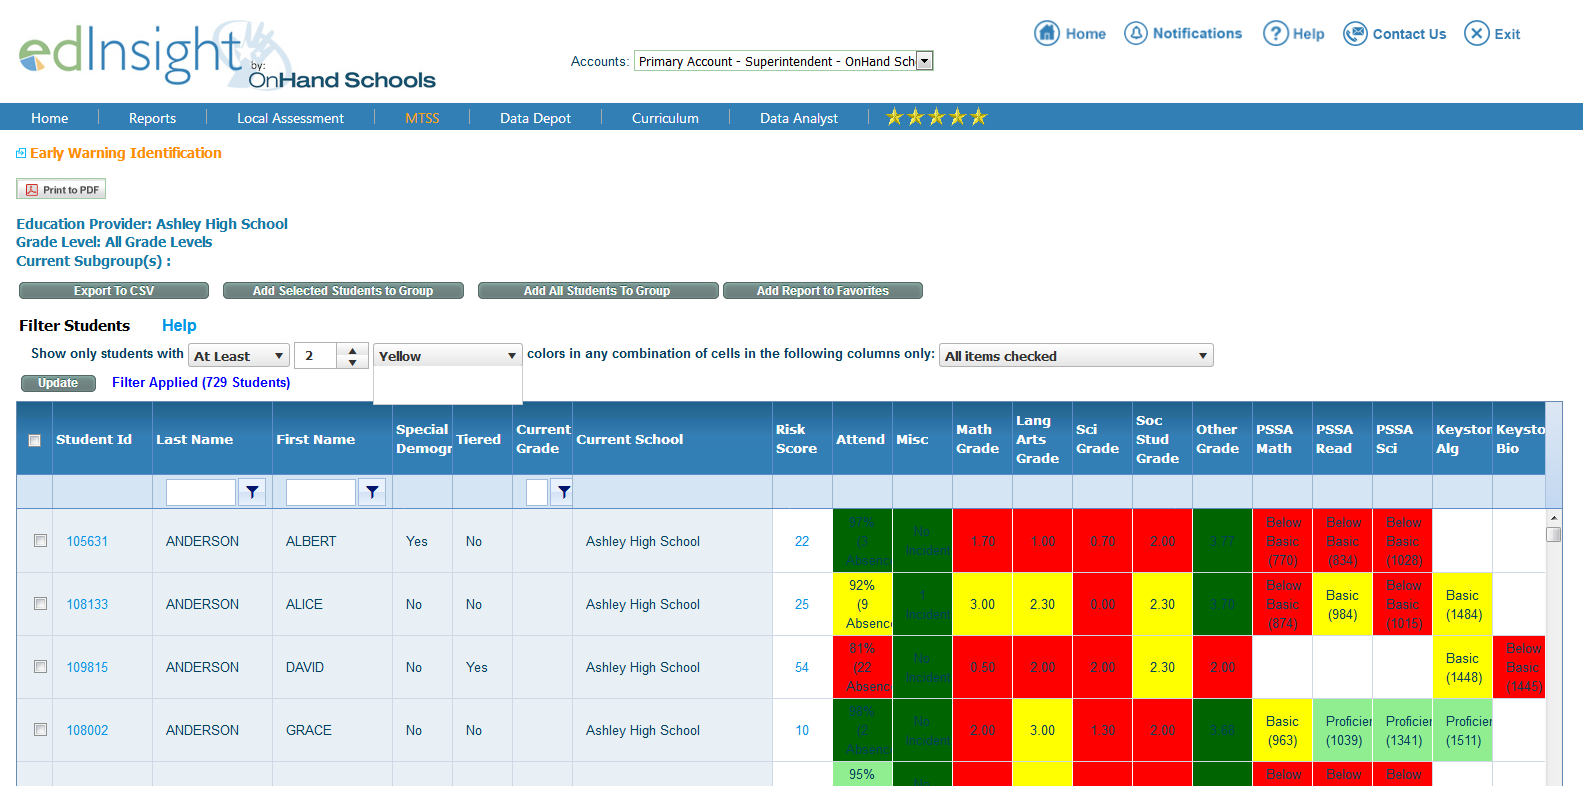 edInsight
by:
OnHand Schools
Accounts: Primary Account - Superintendent - OnHand Sch
Home Notifications Help Contact Us Exit
Home Reports Local Assessment MTSS Data Depot Curriculum Data Analyst
Early Warning Identification
Print to PDF
Education Provider: Ashley High School
Grade Level: All Grade Levels
Current Subgroup(s) :
Export To CSV Add Selected Students to Group Add All Students To Group Add Report to Favorites
Filter Students Help
Show only students with At Least 2 Yellow colors in any combination of cells in the following columns only: All items checked
Update Filter Applied (729 Students)
Student Id Last Name First Name Special Demogr Tiered Current Grade Current School Risk Score Attend Misc Math Grade Lang Arts Grade Sci Grade Soc Stud Grade Other Grade PSSA Math PSSA Read PSSA Sci Keystor Alg Keysto Bio
105631 ANDERSON ALBERT Yes No Ashley High School 22 97% (3 Absenc No Incident 1.70 1.00 0.70 2.00 3.77 Below Basic (770) Below Basic (834) Below Basic (1028)
108133 ANDERSON ALICE No No Ashley High School 25 92% (9 Absenc 1 Incident 3.00 2.30 0.00 2.30 3.70 Below Basic (874) Basic (984) Below Basic (1015) Basic (1484)
109815 ANDERSON DAVID No Yes Ashley High School 54 81% (22 Absenc No Incident 0.50 2.00 2.00 2.30 2.00 Basic (1448) Below Basic (1445)
108002 ANDERSON GRACE No No Ashley High School 10 98% (2 Absenc No Incident 2.00 3.00 1.30 2.00 3.68 Basic (963) Proficier (1039) Proficier (1341) Proficier (1511)
95% No Below Below Below